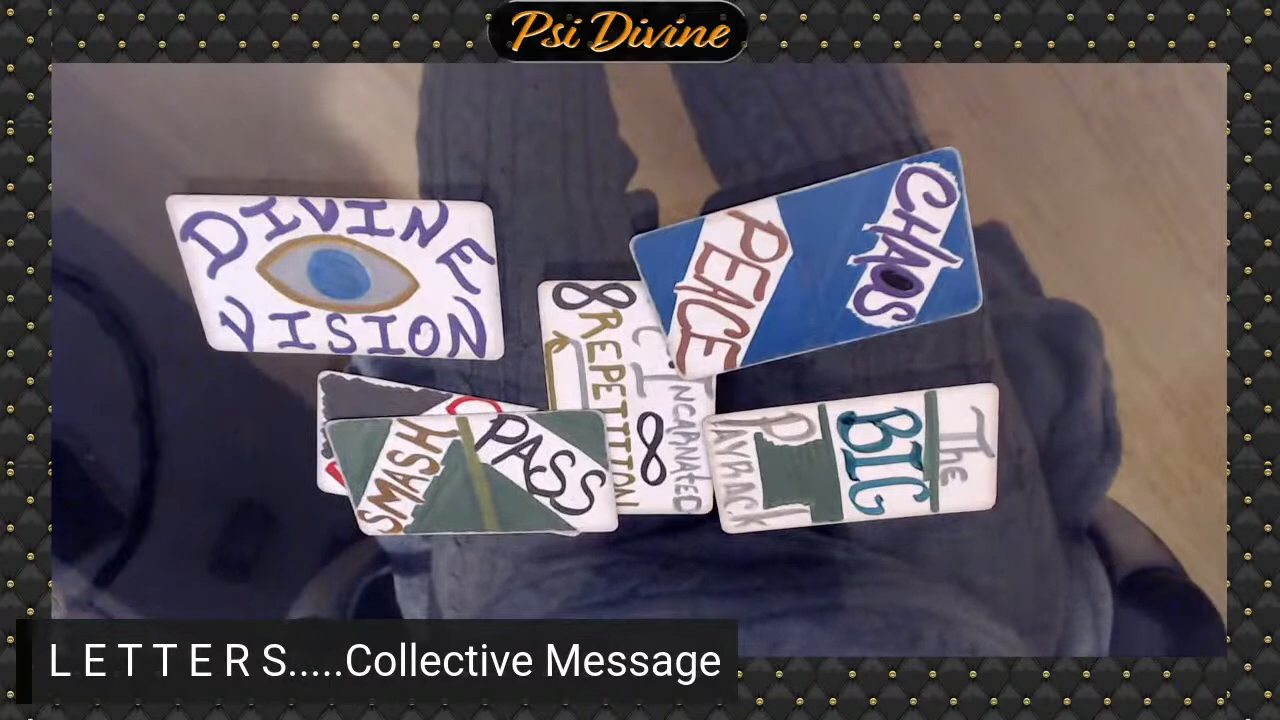 Psi Divine
DIVINE
VISION
PEACE
CHAOS
REPETITION
INCARNATED
SMASH
PASS
The
BIG
PAYBACK
L E T T E R S.....Collective Message